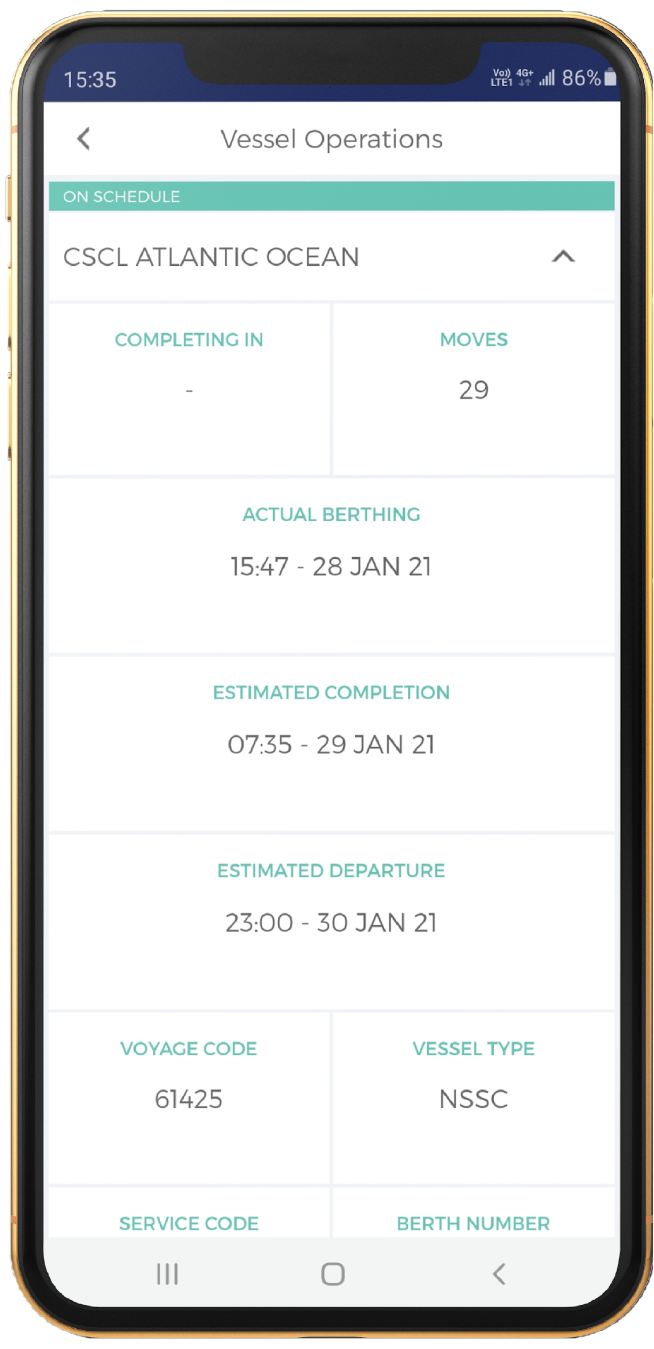 15:35
Vo)) 4G+
LTE1
86%
Vessel Operations
ON SCHEDULE
CSCL ATLANTIC OCEAN
COMPLETING IN
MOVES
-
29
ACTUAL BERTHING
15:47 - 28 JAN 21
ESTIMATED COMPLETION
07:35 - 29 JAN 21
ESTIMATED DEPARTURE
23:00 - 30 JAN 21
VOYAGE CODE
VESSEL TYPE
61425
NSSC
SERVICE CODE
BERTH NUMBER